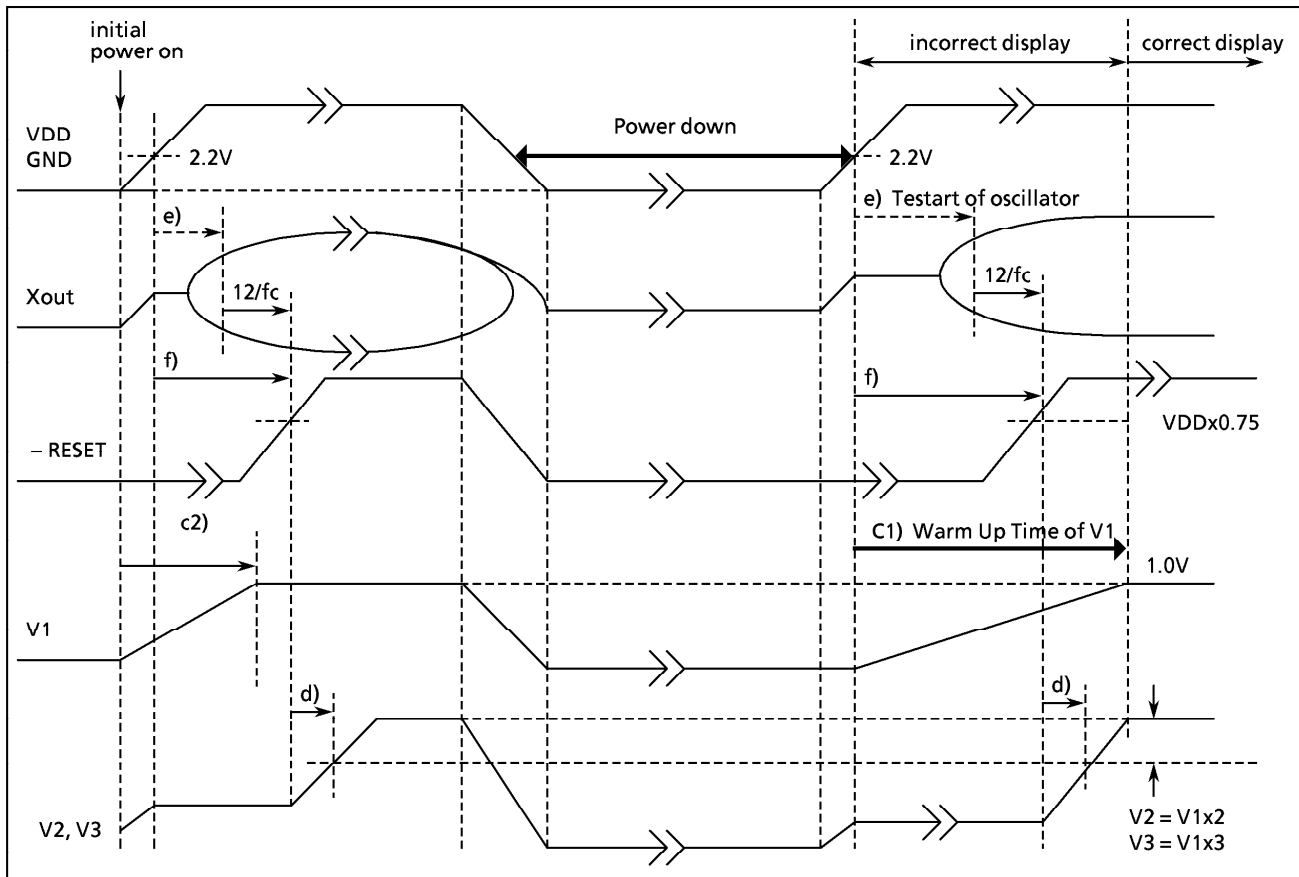 initial
power on
incorrect display
correct display
VDD
GND
2.2V
Power down
2.2V
e)
e) Testart of oscillator
Xout
12/fc
12/fc
f)
f)
– RESET
VDDx0.75
c2)
C1) Warm Up Time of V1
1.0V
V1
d)
d)
V2, V3
V2 = V1x2
V3 = V1x3